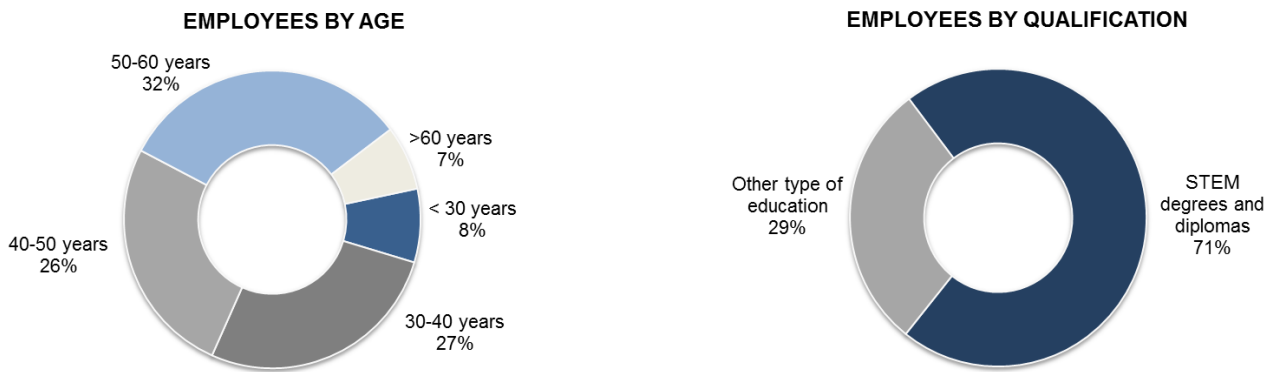 EMPLOYEES BY AGE
50-60 years
32%
>60 years
7%
< 30 years
8%
40-50 years
26%
30-40 years
27%
EMPLOYEES BY QUALIFICATION
Other type of
education
29%
STEM
degrees and
diplomas
71%